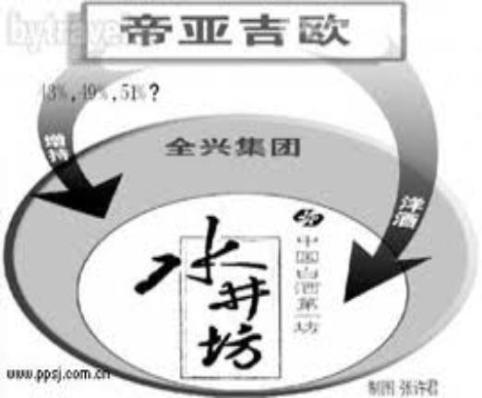 帝亚吉欧
43%,49%,51%?
增持
全兴集团
洋酒
水井坊
中国白酒第一坊
www.ppsj.com.cn
制图 张许君